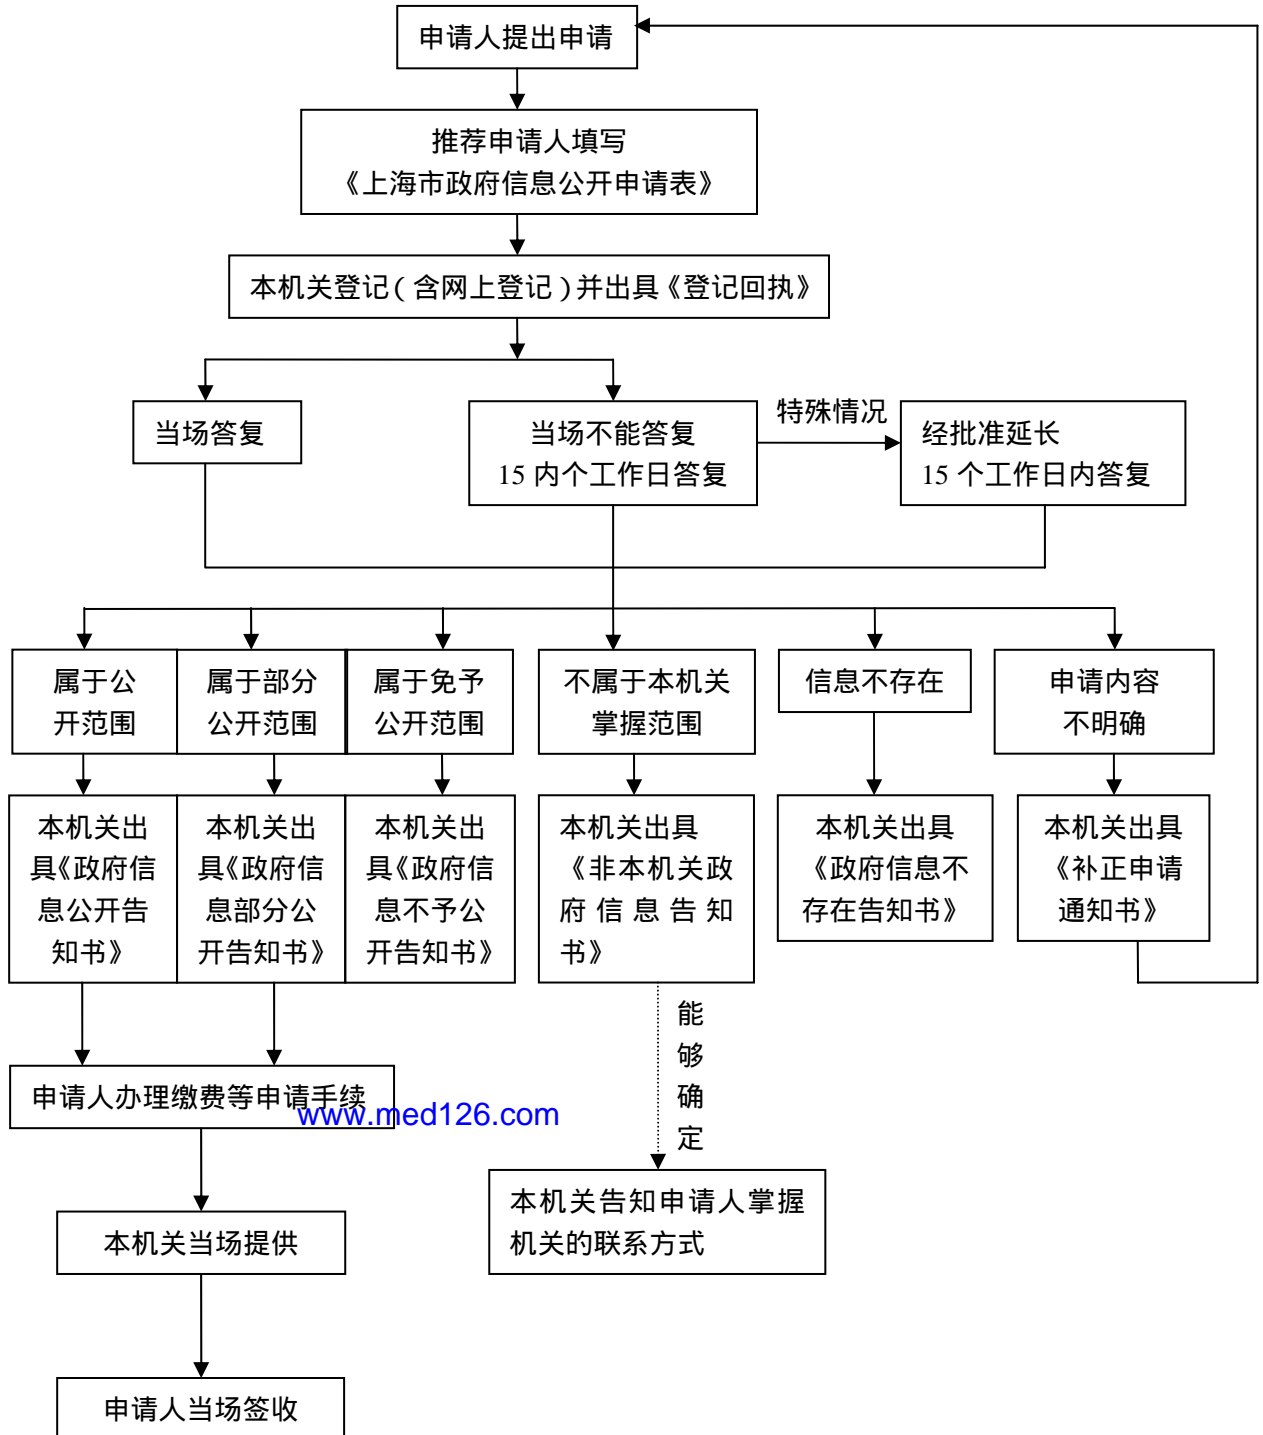 申请人提出申请
推荐申请人填写
《上海市政府信息公开申请表》
本机关登记(含网上登记)并出具《登记回执》
当场答复
当场不能答复
15 内个工作日答复
特殊情况
经批准延长
15 个工作日内答复
属于公
开范围
属于部分
公开范围
属于免予
公开范围
不属于本机关
掌握范围
信息不存在
申请内容
不明确
本机关出
具《政府信
息公开告
知书》
本机关出
具《政府信
息部分公
开告知书》
本机关出
具《政府信
息不予公
开告知书》
本机关出具
《非本机关政
府信息告知
书》
本机关出具
《政府信息不
存在告知书》
本机关出具
《补正申请
通知书》
能
够
确
定
申请人办理缴费等申请手续
www.med126.com
本机关告知申请人掌握
机关的联系方式
本机关当场提供
申请人当场签收